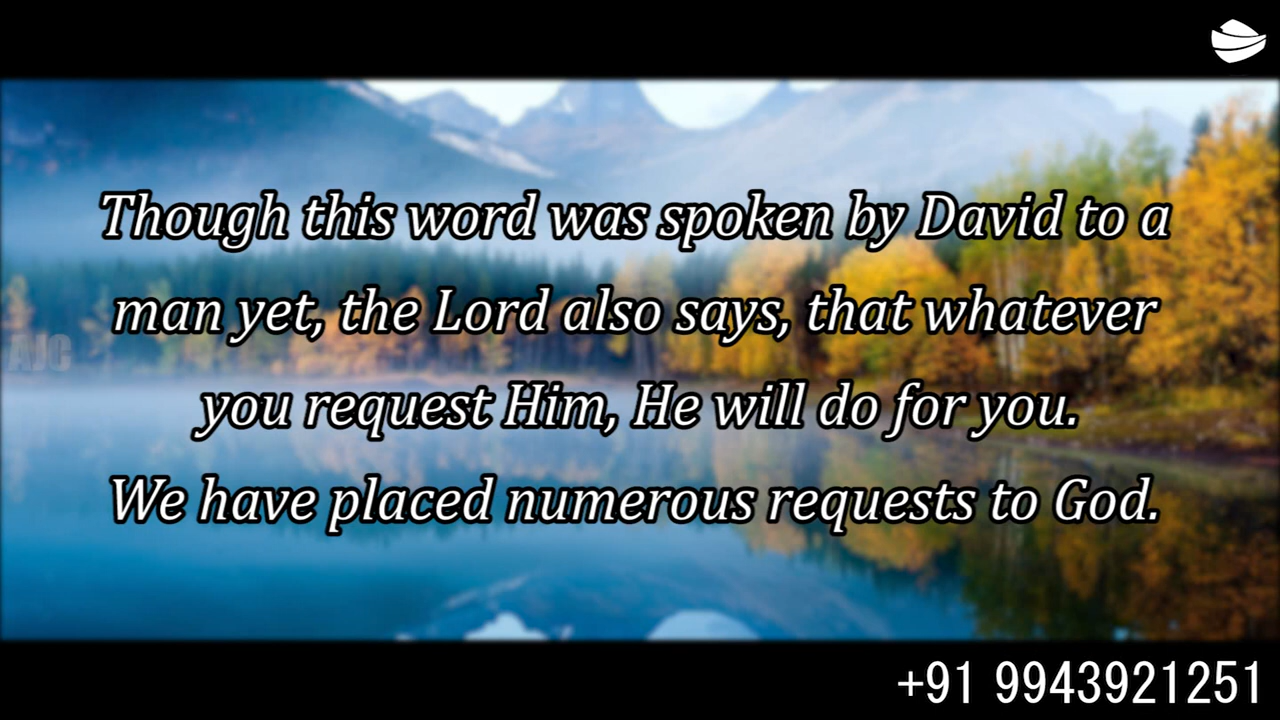 Though this word was spoken by David to a
man yet, the Lord also says, that whatever
you request Him, He will do for you.
We have placed numerous requests to God.
AJC
+91 9943921251